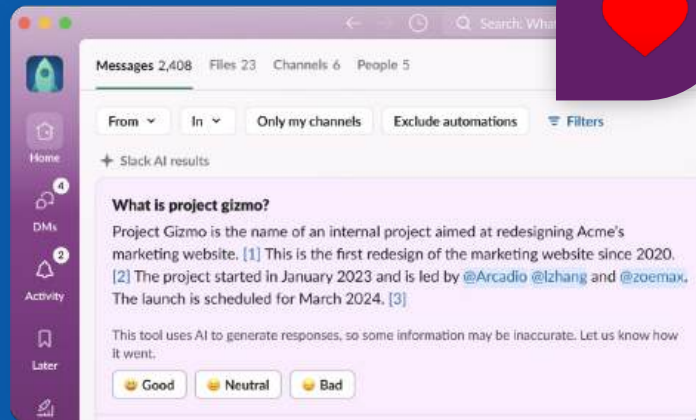 Search: What
Messages 2,408 Files 23 Channels 6 People 5
From In Only my channels Exclude automations Filters
Home
Slack AI results
4
DMs
2
Activity
Later
What is project gizmo?
Project Gizmo is the name of an internal project aimed at redesigning Acme's
marketing website. [1] This is the first redesign of the marketing website since 2020.
[2] The project started in January 2023 and is led by @Arcadio @lzhang and @zoemax.
The launch is scheduled for March 2024. [3]
This tool uses AI to generate responses, so some information may be inaccurate. Let us know how
it went.
Good Neutral Bad